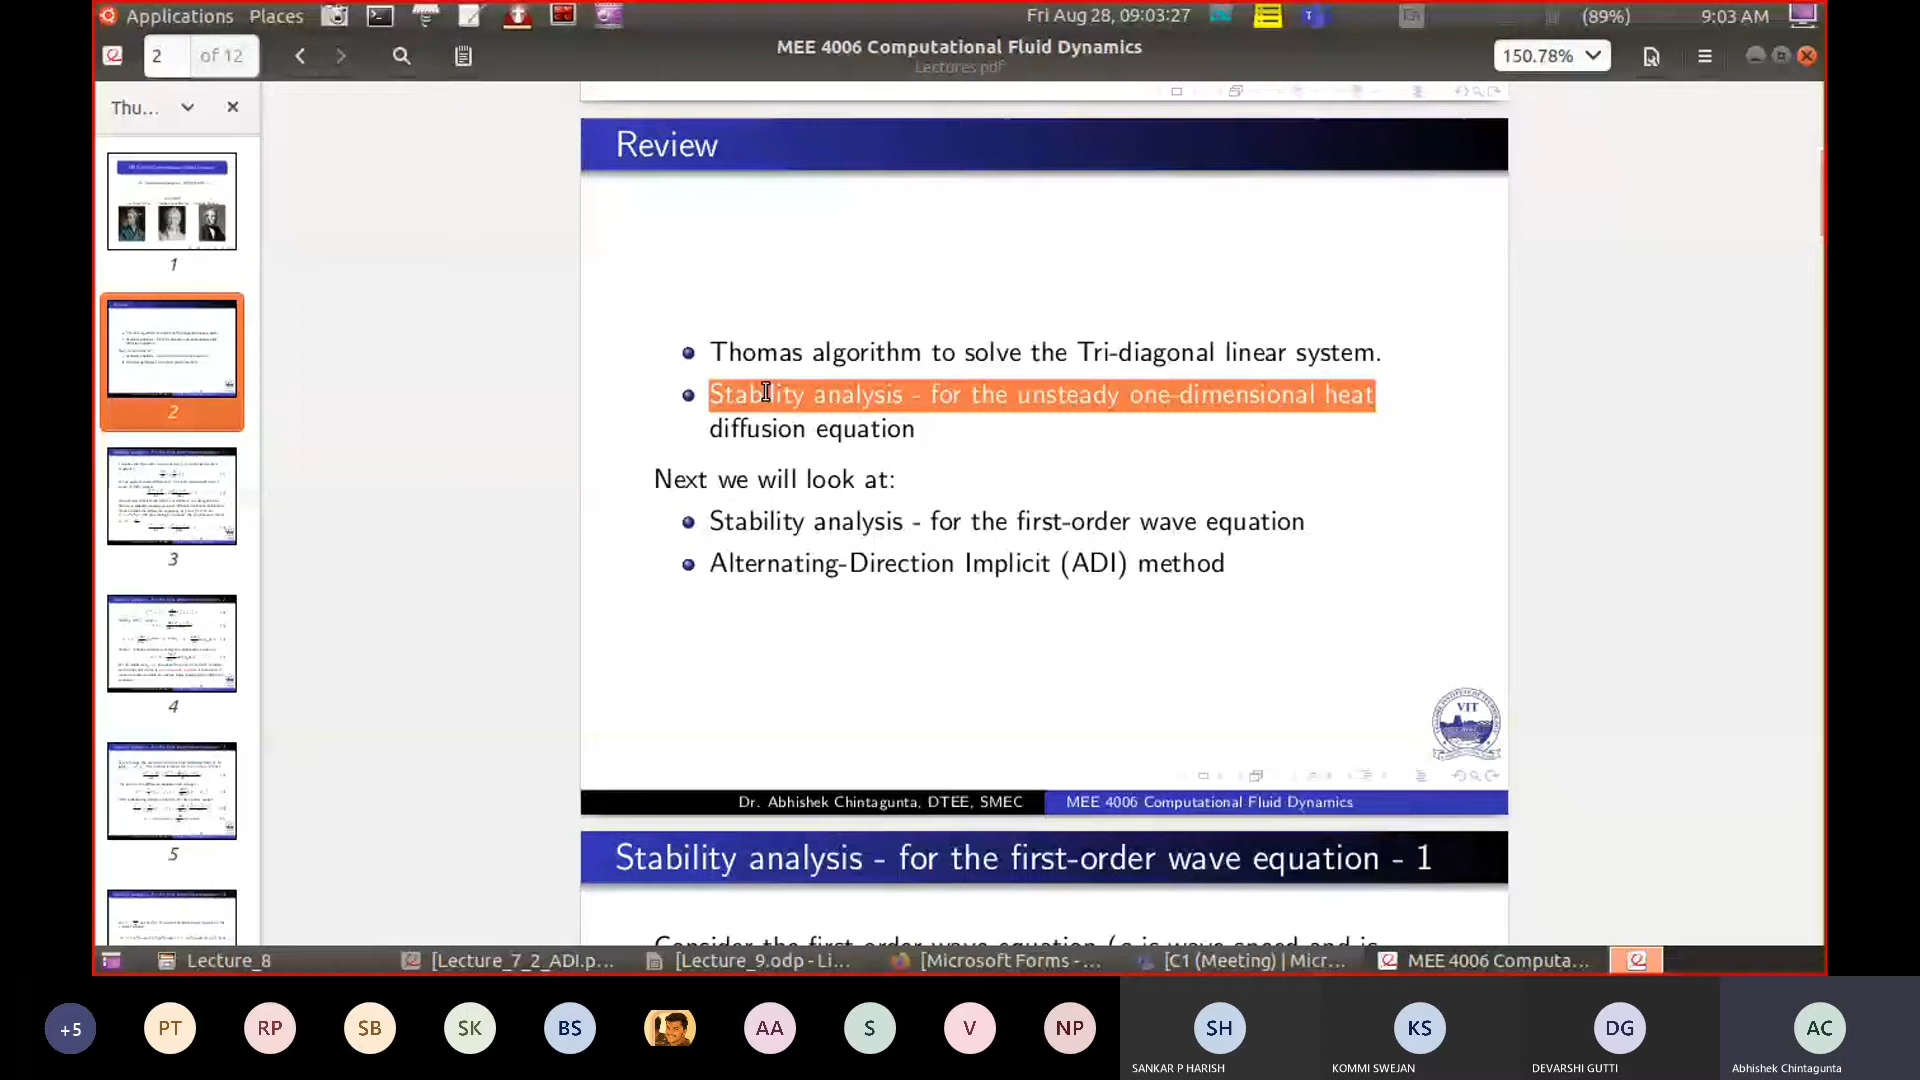 Applications Places
Fri Aug 28, 09:03:27
(89%)
9:03 AM
2 of 12
MEE 4006 Computational Fluid Dynamics
Lectures.pdf
150.78%
Thu...
1
2
3
4
5
Review
Thomas algorithm to solve the Tri-diagonal linear system.
Stability analysis - for the unsteady one-dimensional heat
diffusion equation
Next we will look at:
Stability analysis - for the first-order wave equation
Alternating-Direction Implicit (ADI) method
VIT
Dr. Abhishek Chintagunta, DTEE, SMEC
MEE 4006 Computational Fluid Dynamics
Stability analysis - for the first-order wave equation - 1
Consider the first order wave equation (c is wave speed and is
Lecture_8
[Lecture_7_2_ADI.p...
[Lecture_9.odp - Li...
[Microsoft Forms - ...
[C1 (Meeting) | Micr...
MEE 4006 Computa...
+5
PT
RP
SB
SK
BS
AA
S
V
NP
SH
KS
DG
AC
SANKAR P HARISH
KOMMI SWEJAN
DEVARSHI GUTTI
Abhishek Chintagunta